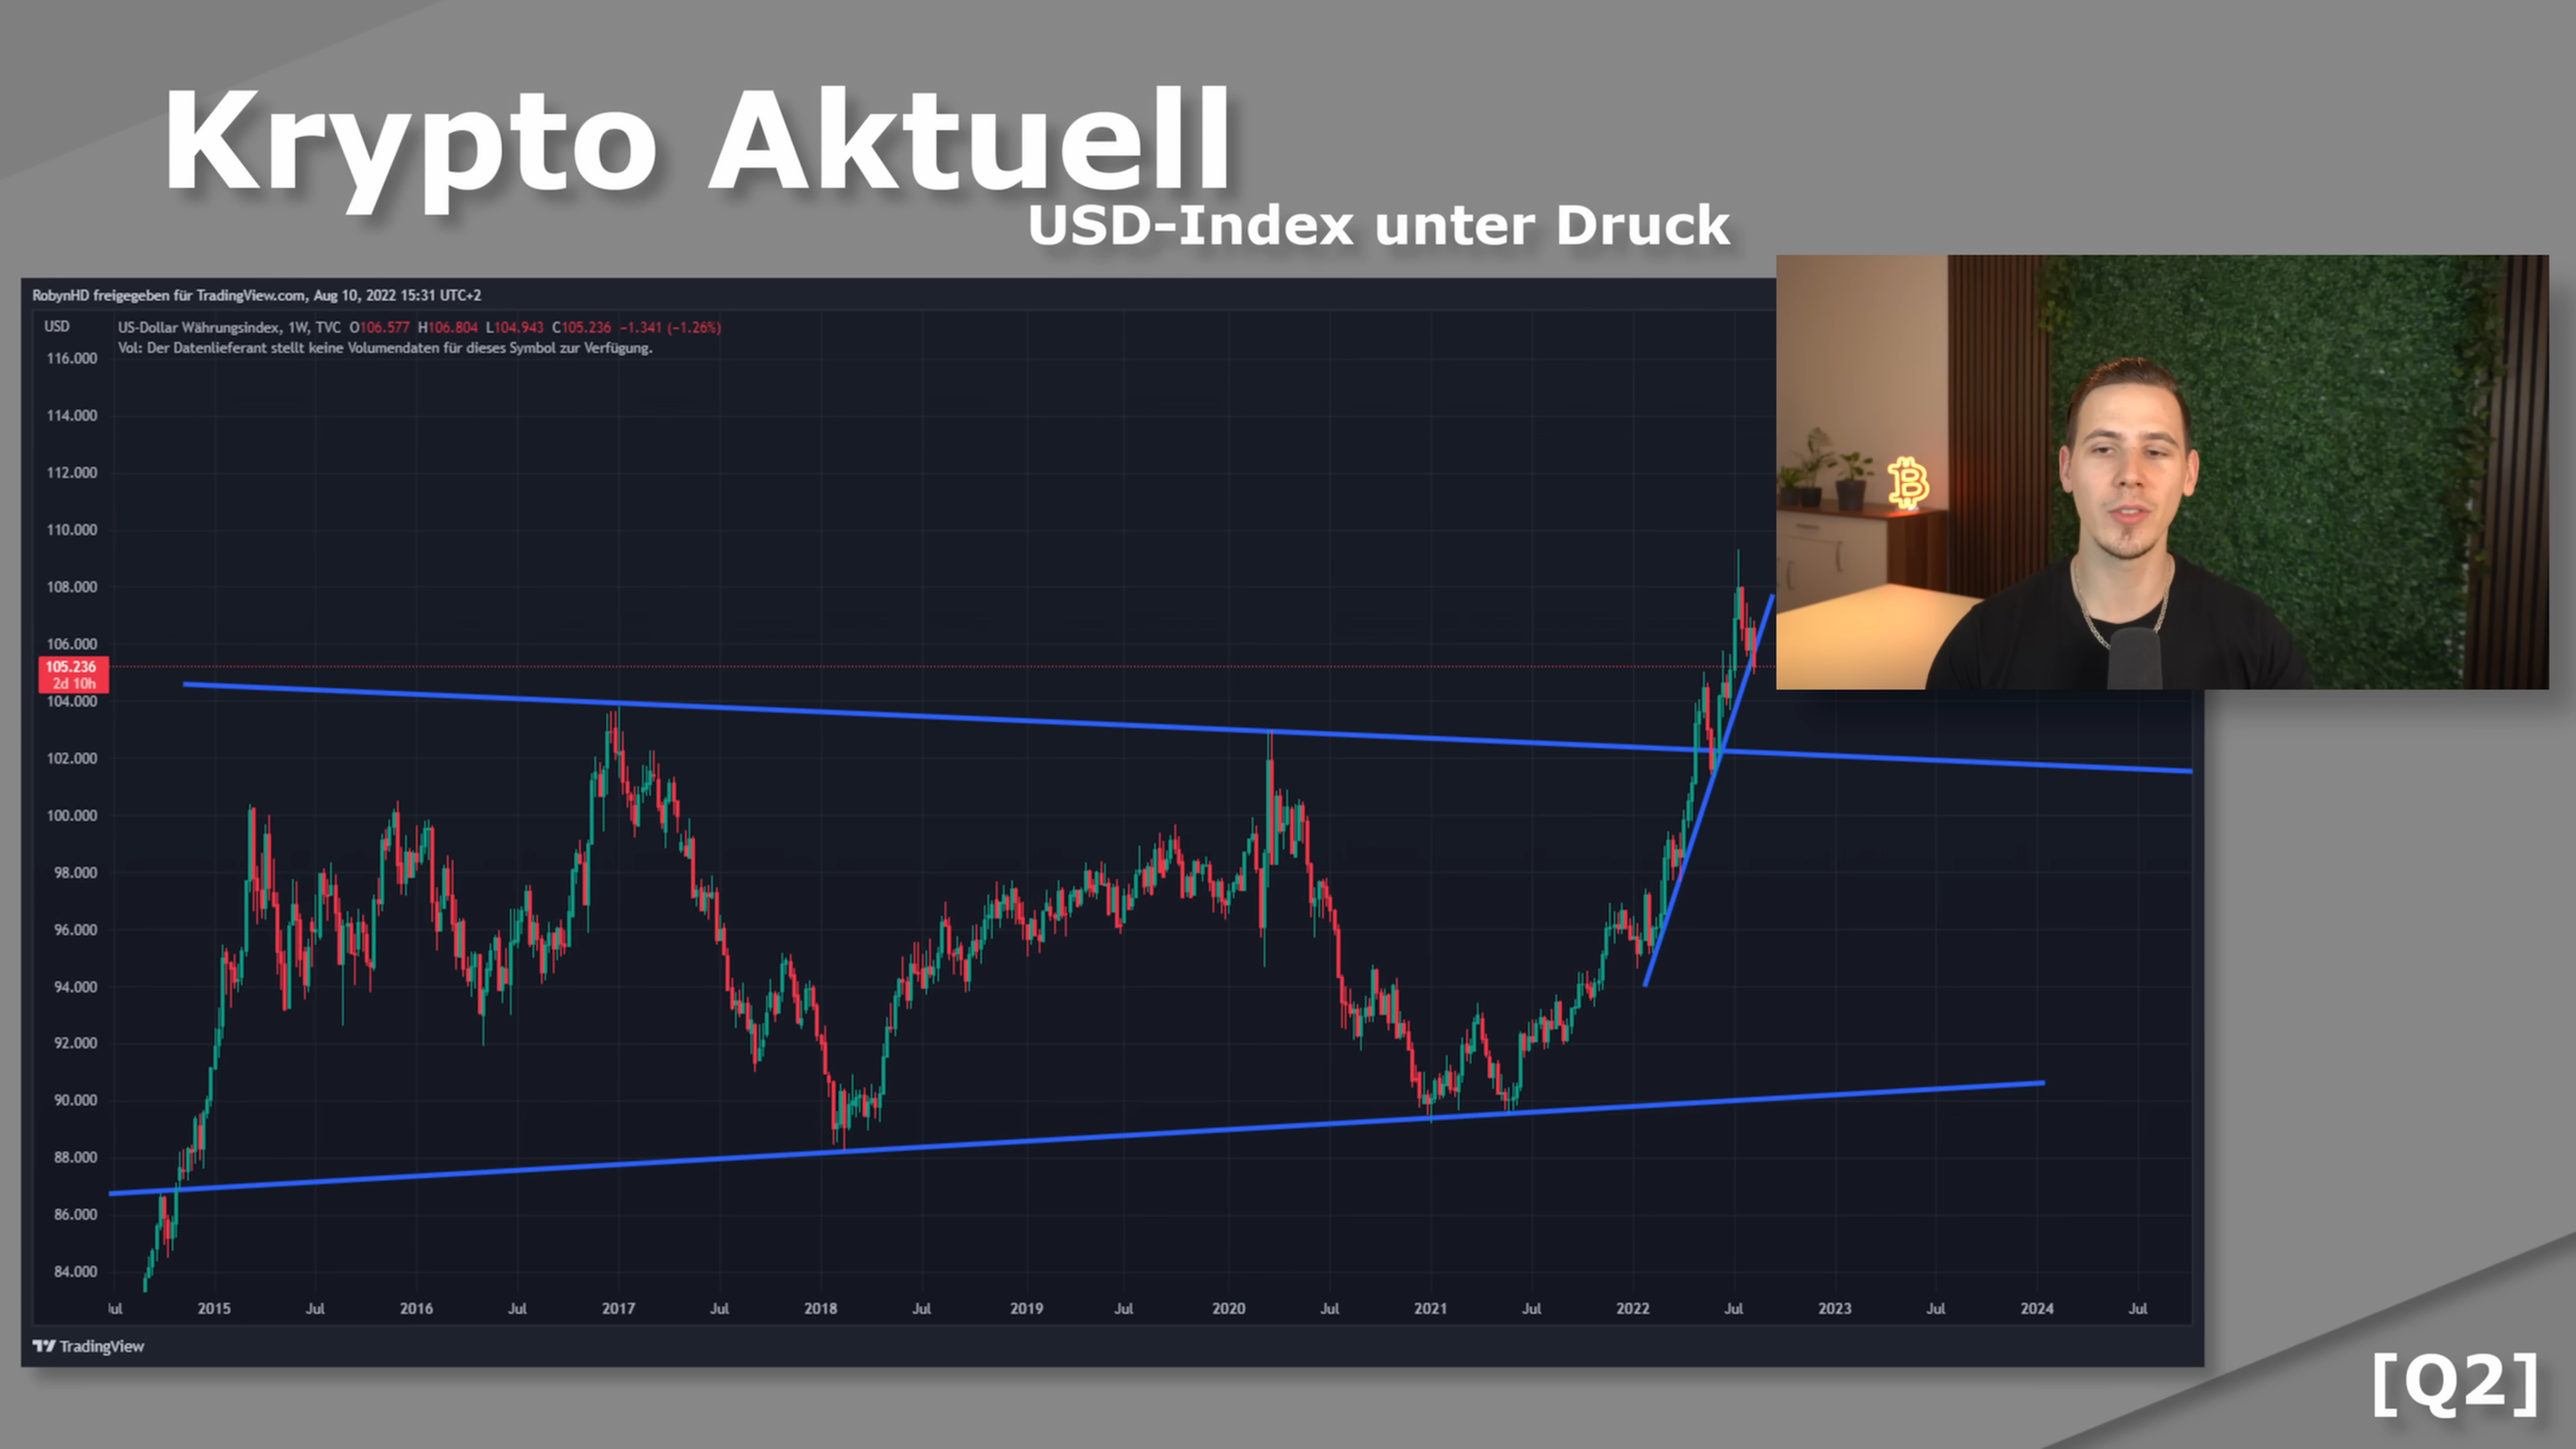 Krypto Aktuell
USD-Index unter Druck
RobynHD freigegeben für TradingView.com, Aug 10, 2022 15:31 UTC+2
USD
US-Dollar Währungsindex, 1W, TVC O106.577 H106.804 L104.943 C105.236 −1.341 (−1.26%)
Vol: Der Datenlieferant stellt keine Volumendaten für dieses Symbol zur Verfügung.
116.000
114.000
112.000
110.000
108.000
106.000
105.236
2d 10h
104.000
102.000
100.000
98.000
96.000
94.000
92.000
90.000
88.000
86.000
84.000
Jul 2015 Jul 2016 Jul 2017 Jul 2018 Jul 2019 Jul 2020 Jul 2021 Jul 2022 Jul 2023 Jul 2024 Jul
TradingView
[Q2]